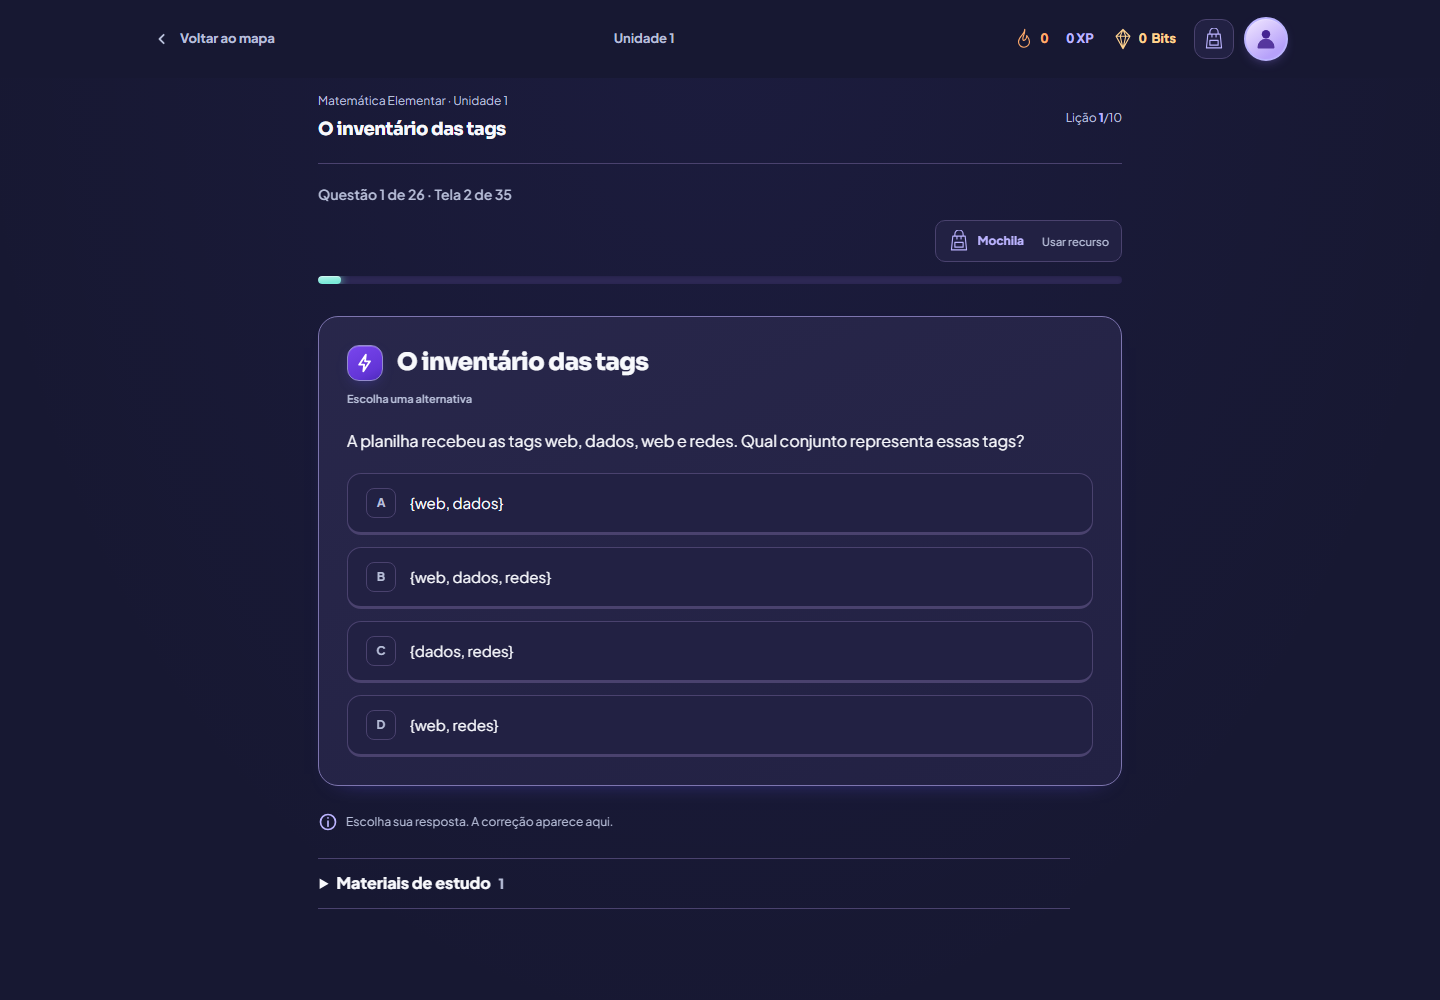 Voltar ao mapa
Unidade 1
0
0 XP
0 Bits
Matemática Elementar · Unidade 1
O inventário das tags
Lição 1/10
Questão 1 de 26 · Tela 2 de 35
Mochila
Usar recurso
O inventário das tags
Escolha uma alternativa
A planilha recebeu as tags web, dados, web e redes. Qual conjunto representa essas tags?
A {web, dados}
B {web, dados, redes}
C {dados, redes}
D {web, redes}
Escolha sua resposta. A correção aparece aqui.
Materiais de estudo 1